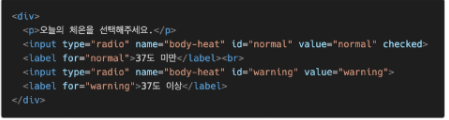 <div>
<p>오늘의 체온을 선택해주세요.</p>
<input type="radio" name="body-heat" id="normal" value="normal" checked>
<label for="normal">37도 미만</label><br>
<input type="radio" name="body-heat" id="warning" value="warning">
<label for="warning">37도 이상</label>
</div>